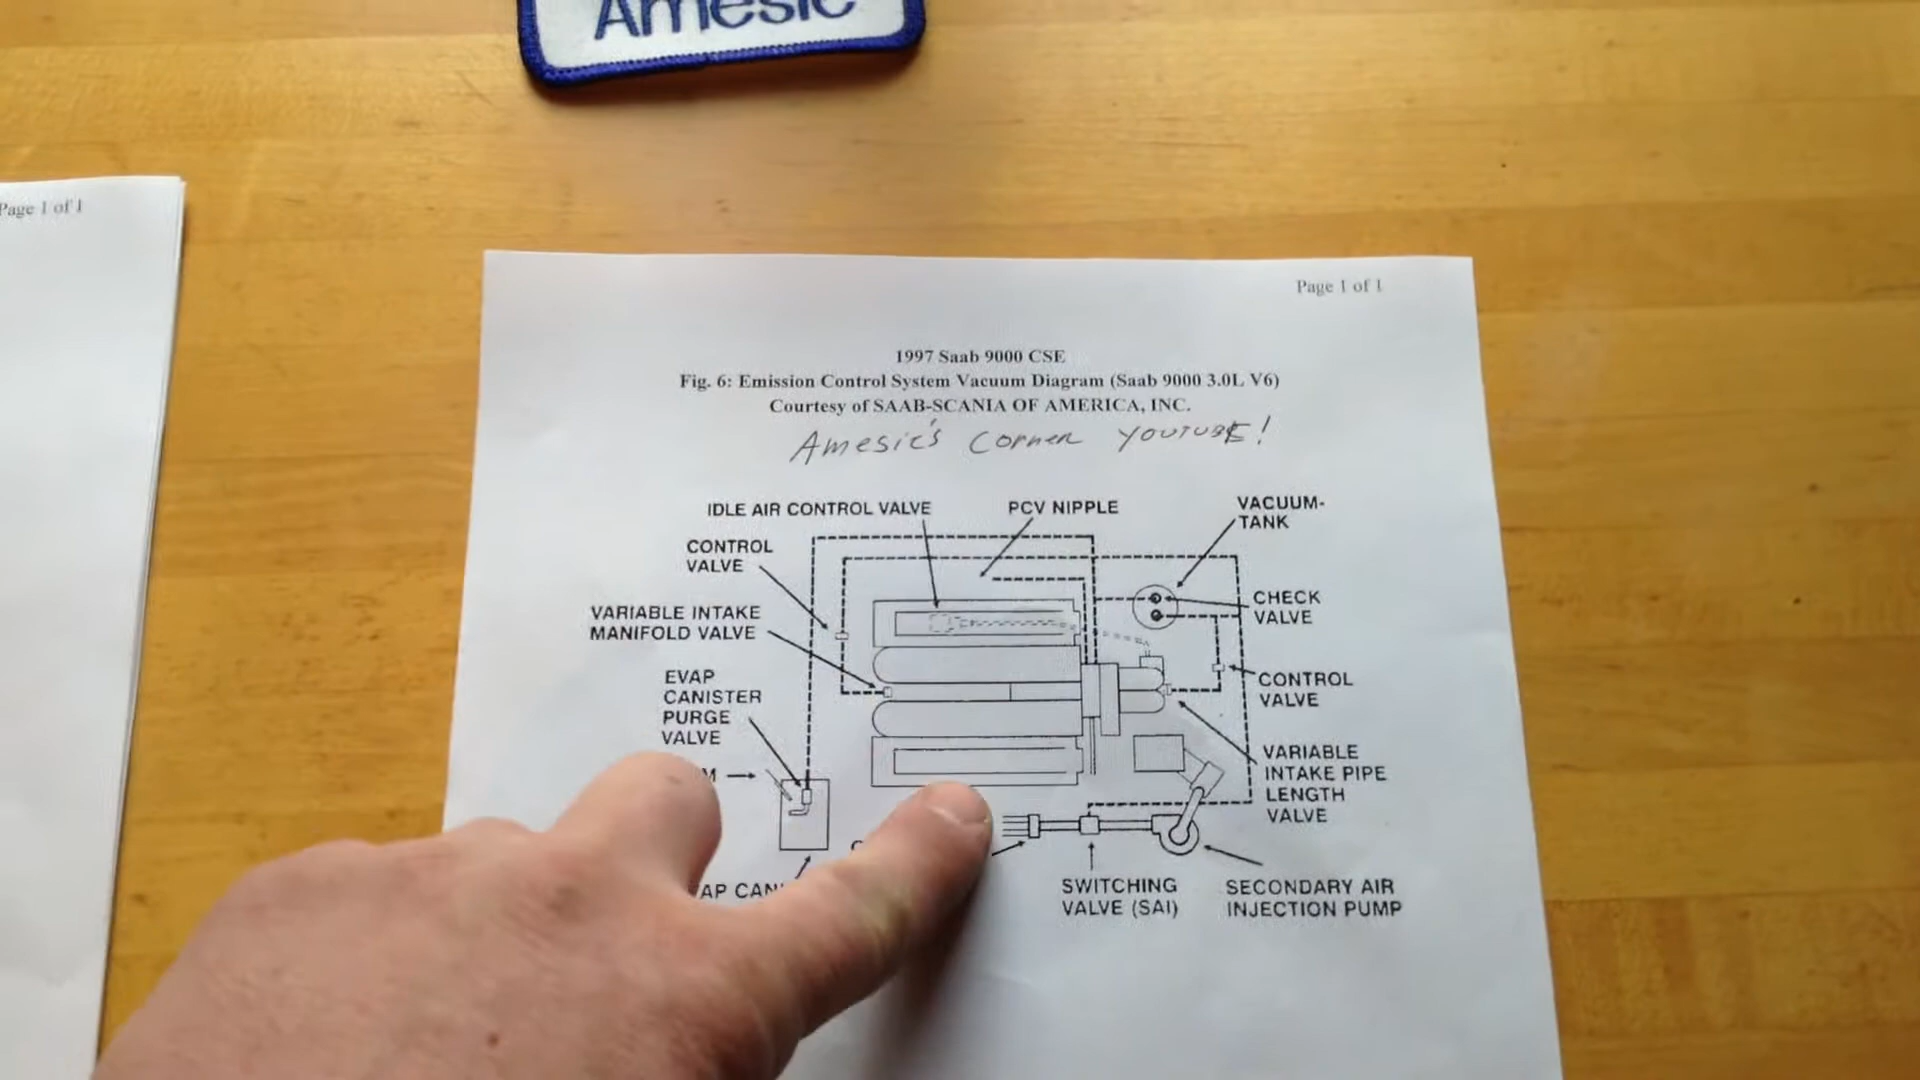 Amesic
Page 1 of 1
Page 1 of 1
1997 Saab 9000 CSE
Fig. 6: Emission Control System Vacuum Diagram (Saab 9000 3.0L V6)
Courtesy of SAAB-SCANIA OF AMERICA, INC.
Amesic's Corner YOUTUBE!
IDLE AIR CONTROL VALVE
PCV NIPPLE
VACUUM-
TANK
CONTROL
VALVE
CHECK
VALVE
VARIABLE INTAKE
MANIFOLD VALVE
EVAP
CANISTER
PURGE
VALVE
CONTROL
VALVE
VARIABLE
INTAKE PIPE
LENGTH
VALVE
SWITCHING
VALVE (SAI)
SECONDARY AIR
INJECTION PUMP